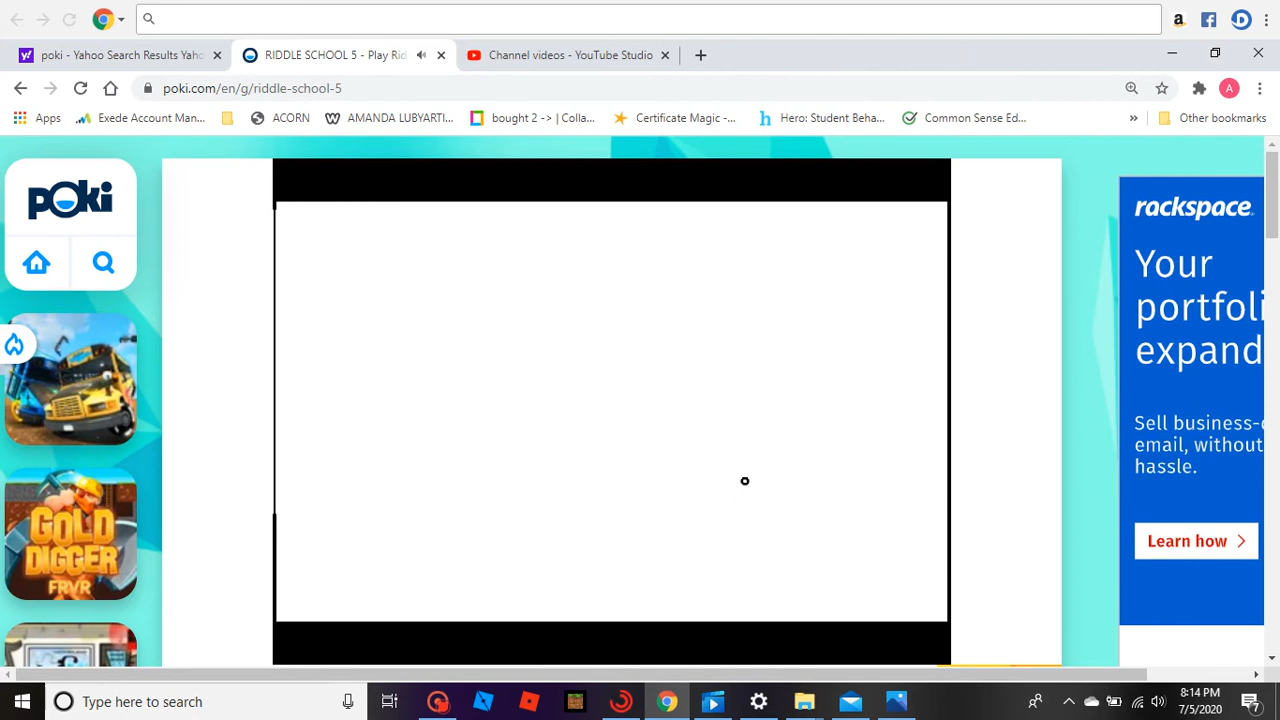 poki - Yahoo Search Results Yaho
RIDDLE SCHOOL 5 - Play Rid
Channel videos - YouTube Studio
poki.com/en/g/riddle-school-5
A
Apps
Exede Account Man...
ACORN
AMANDA LUBYARTI...
bought 2 -> | Colla...
Certificate Magic -...
Hero: Student Beha...
Common Sense Ed...
»
Other bookmarks
poki
rackspace
Your
portfoli
expand
Sell business-c
email, without
hassle.
Learn how
GOLD
DIGGER
FRVR
Type here to search
8:14 PM
7/5/2020
7